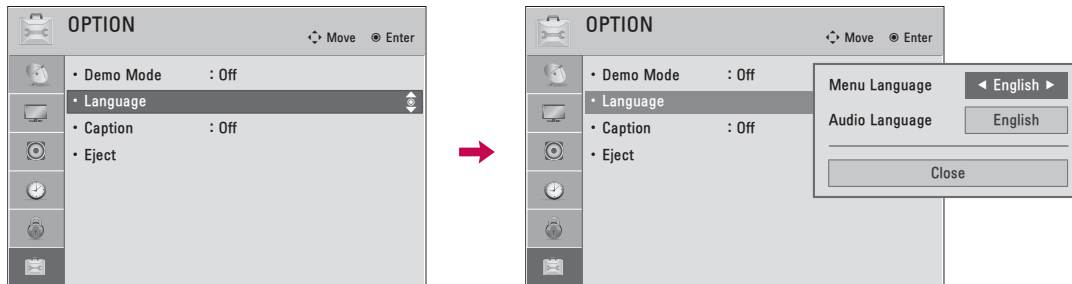 OPTION
Move Enter
• Demo Mode : Off
• Language
• Caption : Off
• Eject
OPTION
Move Enter
• Demo Mode : Off
• Language
• Caption : Off
• Eject
Menu Language ◄ English ►
Audio Language English
Close